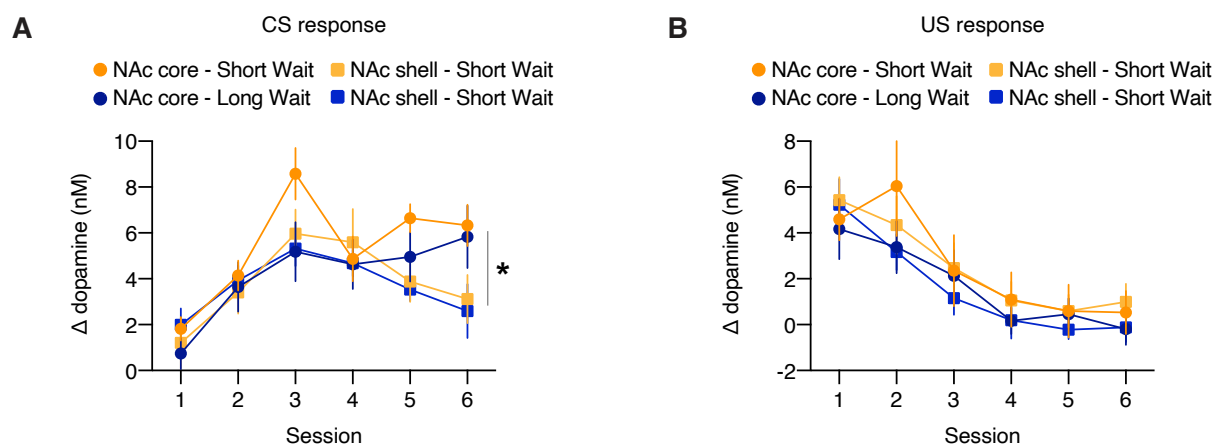 A
CS response
NAc core - Short Wait
NAc shell - Short Wait
NAc core - Long Wait
NAc shell - Short Wait
Δ dopamine (nM)
10
8
6
4
2
0
*
1 2 3 4 5 6
Session
B
US response
NAc core - Short Wait
NAc shell - Short Wait
NAc core - Long Wait
NAc shell - Short Wait
Δ dopamine (nM)
8
6
4
2
0
-2
1 2 3 4 5 6
Session